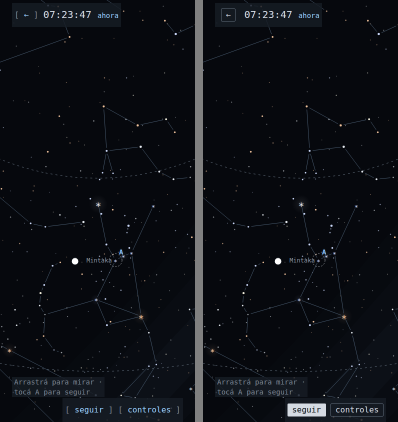 [ ← ] 07:23:47 ahora
Mintaka
A
Arrastrá para mirar ·
tocá A para seguir
[ seguir ] [ controles ]
← 07:23:47 ahora
Mintaka
A
Arrastrá para mirar ·
tocá A para seguir
seguir controles